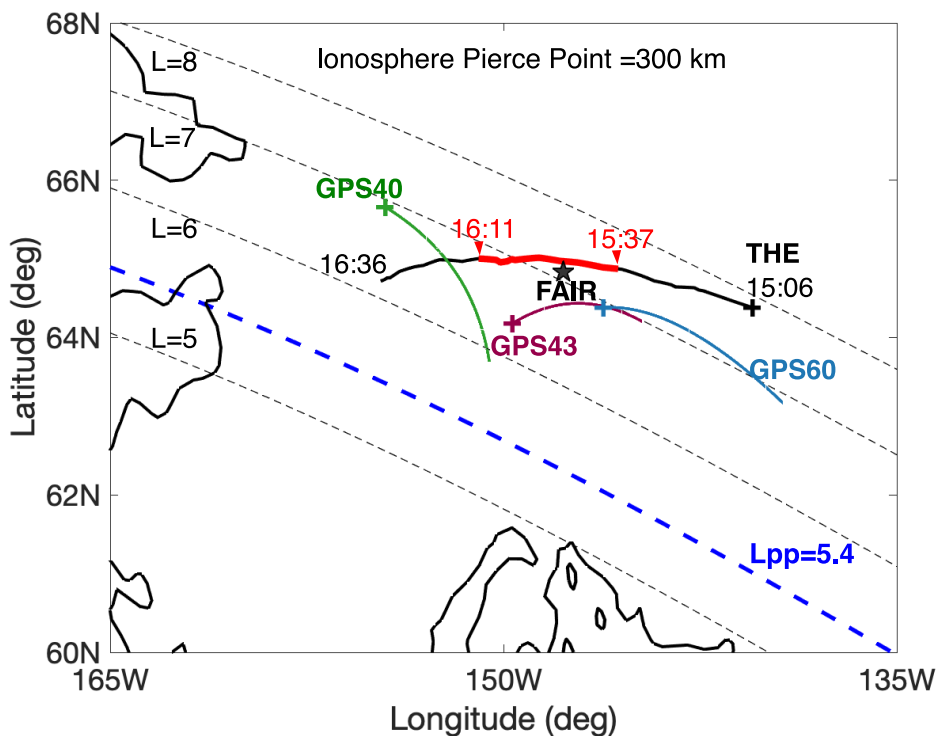 68N
Ionosphere Pierce Point =300 km
L=8
L=7
66N
GPS40
L=6
16:11
15:37
THE
16:36
15:06
FAIR
64N
L=5
GPS43
GPS60
62N
Lpp=5.4
60N
165W
150W
135W
Longitude (deg)
Latitude (deg)